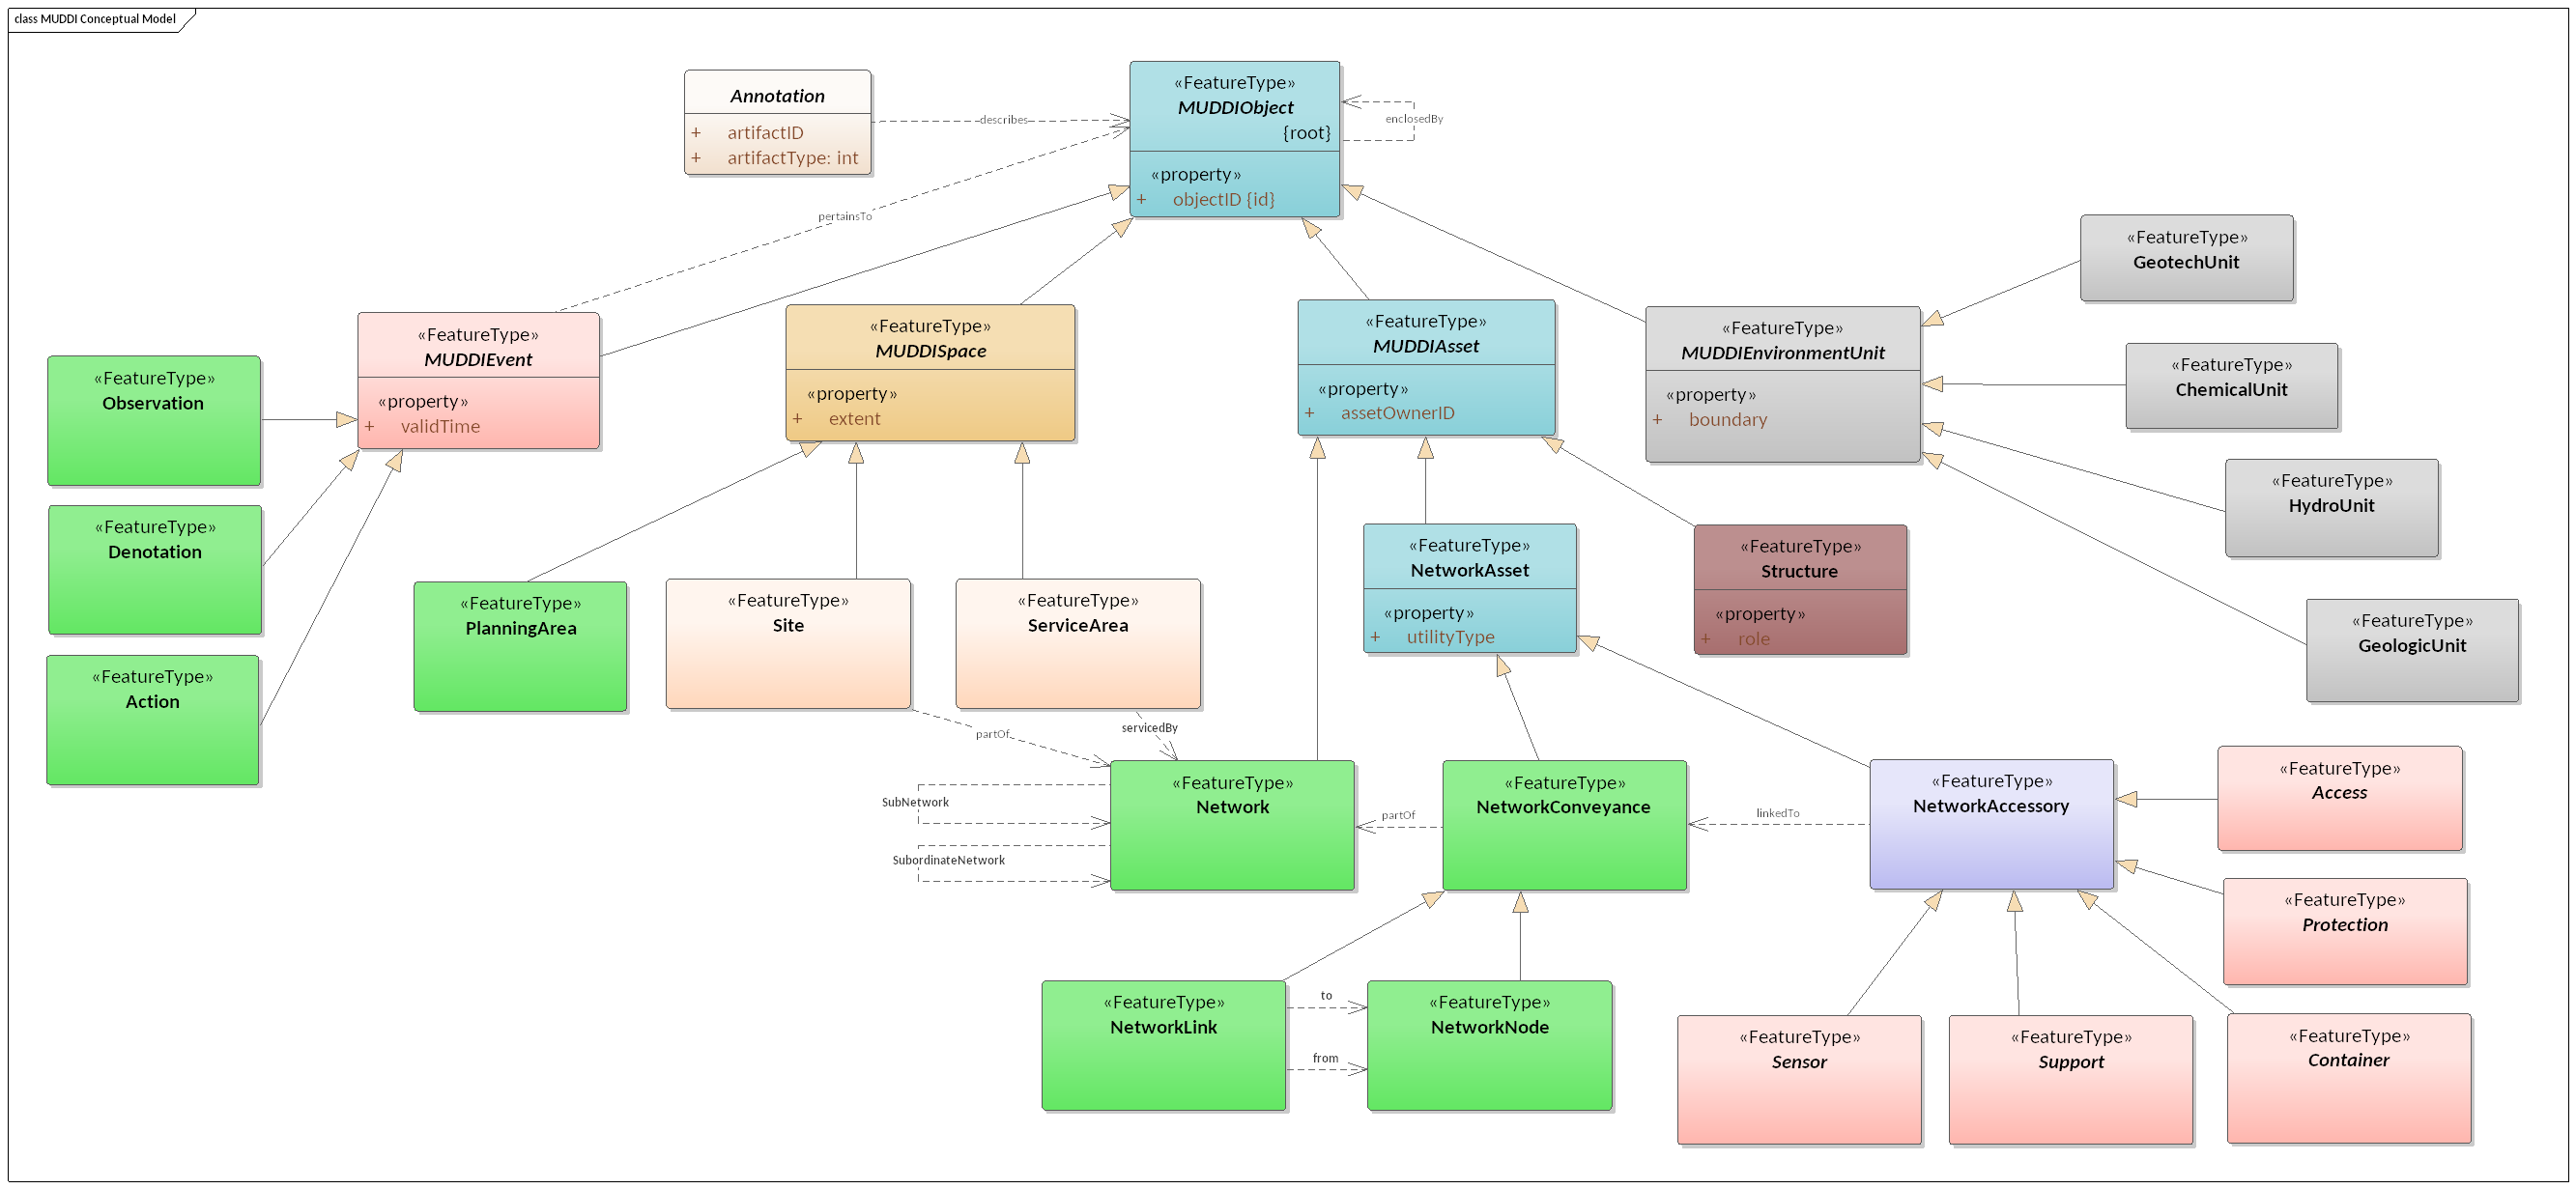 class MUDDI Conceptual Model
Annotation
+ artifactID
+ artifactType: int
describes
«FeatureType»
MUDDIObject
{root}
«property»
+ objectID {id}
enclosedBy
pertainsTo
«FeatureType»
GeotechUnit
«FeatureType»
MUDDIEvent
«property»
+ validTime
«FeatureType»
MUDDISpace
«property»
+ extent
«FeatureType»
MUDDIAsset
«property»
+ assetOwnerID
«FeatureType»
MUDDIEnvironmentUnit
«property»
+ boundary
«FeatureType»
ChemicalUnit
«FeatureType»
Observation
«FeatureType»
HydroUnit
«FeatureType»
Denotation
«FeatureType»
NetworkAsset
«property»
+ utilityType
«FeatureType»
Structure
«property»
+ role
«FeatureType»
PlanningArea
«FeatureType»
Site
«FeatureType»
ServiceArea
«FeatureType»
GeologicUnit
«FeatureType»
Action
partOf
servicedBy
SubNetwork
SubordinateNetwork
«FeatureType»
Network
partOf
«FeatureType»
NetworkConveyance
linkedTo
«FeatureType»
NetworkAccessory
«FeatureType»
Access
«FeatureType»
Protection
«FeatureType»
NetworkLink
to
from
«FeatureType»
NetworkNode
«FeatureType»
Sensor
«FeatureType»
Support
«FeatureType»
Container